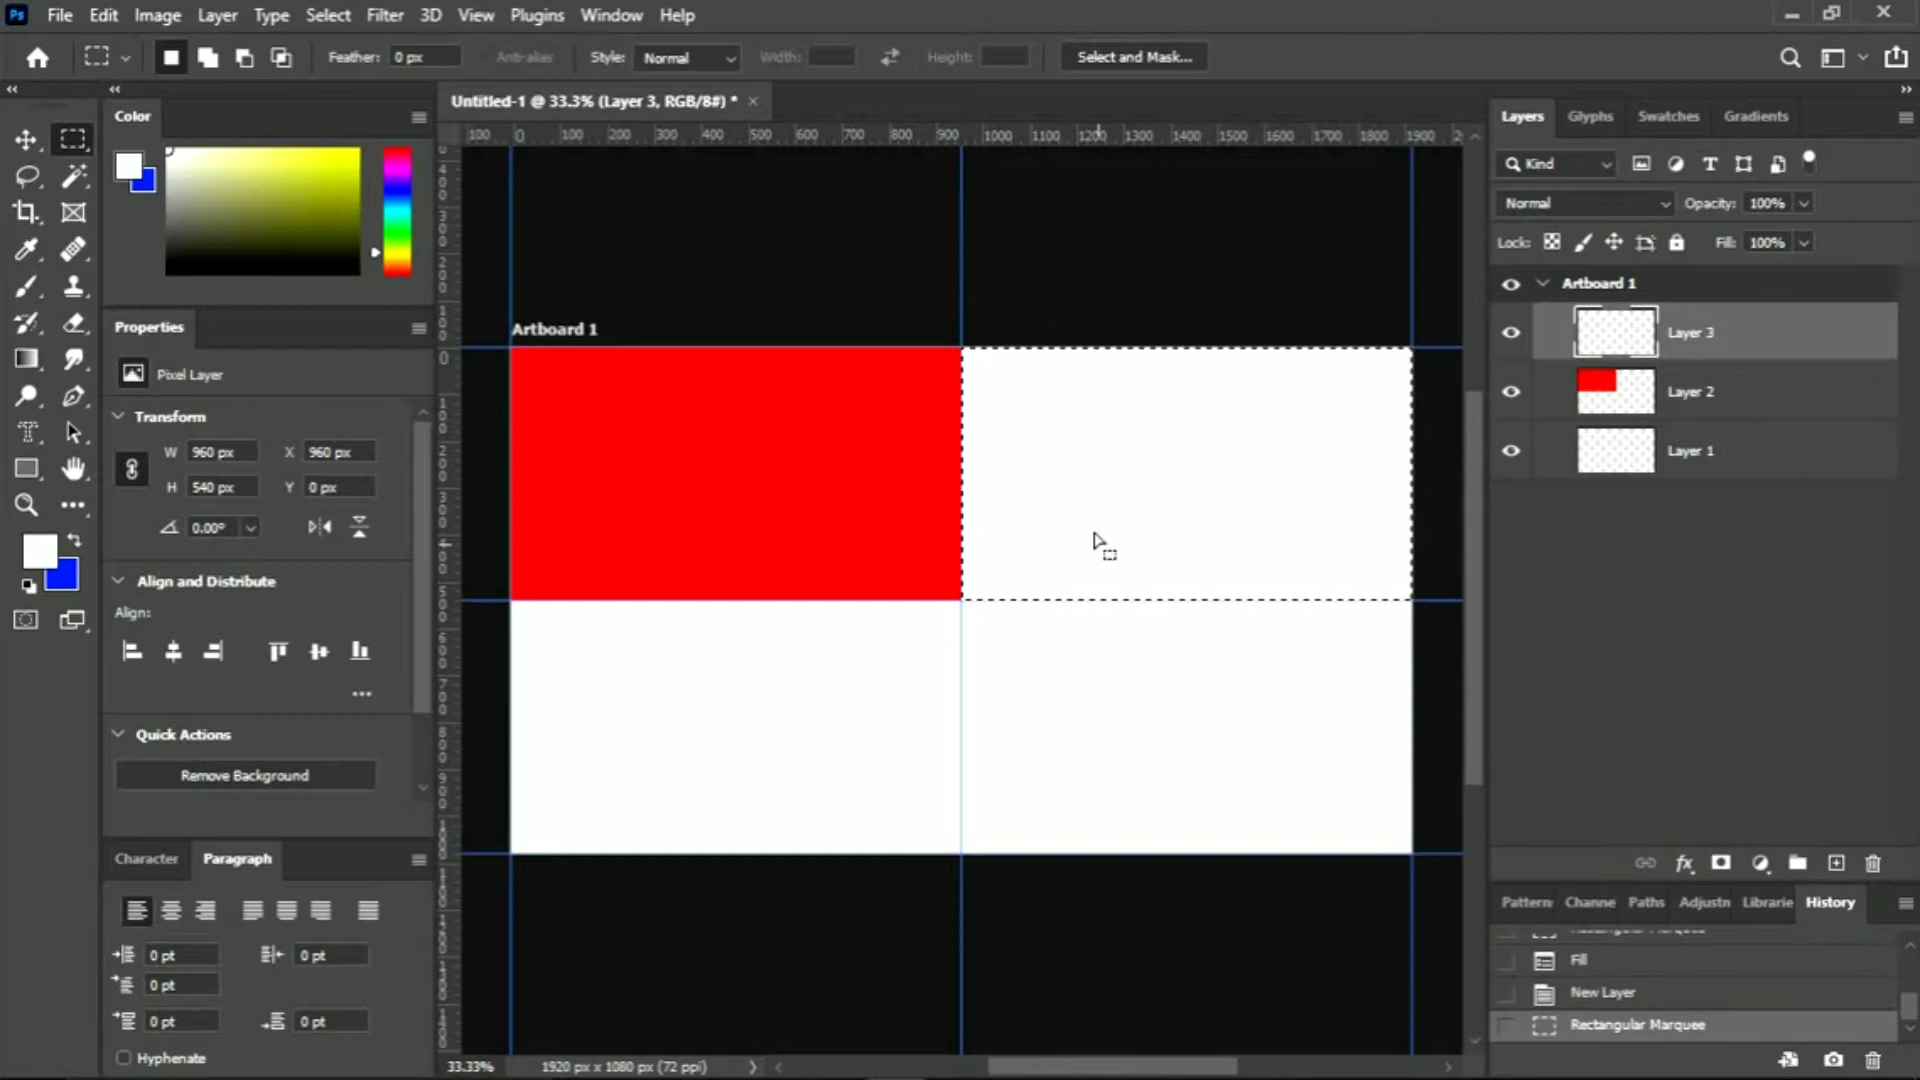 Ps File Edit Image Layer Type Select Filter 3D View Plugins Window Help
Feather: 0 px Anti-alias Style: Normal Width: Height: Select and Mask...
Color
Untitled-1 @ 33.3% (Layer 3, RGB/8#) *
100 0 100 200 300 400 500 600 700 800 900 1000 1100 1200 1300 1400 1500 1600 1700 1800 1900
Artboard 1
Properties
Pixel Layer
Transform
W 960 px X 960 px
H 540 px Y 0 px
0.00°
Align and Distribute
Align:
Quick Actions
Remove Background
Character Paragraph
0 pt 0 pt
0 pt
0 pt 0 pt
Hyphenate
33.33% 1920 px x 1080 px (72 ppi)
Layers Glyphs Swatches Gradients
Kind
Normal Opacity: 100%
Lock: Fill: 100%
Artboard 1
Layer 3
Layer 2
Layer 1
Pattern Channe Paths Adjustn Librarie History
Rectangular Marquee
Fill
New Layer
Rectangular Marquee